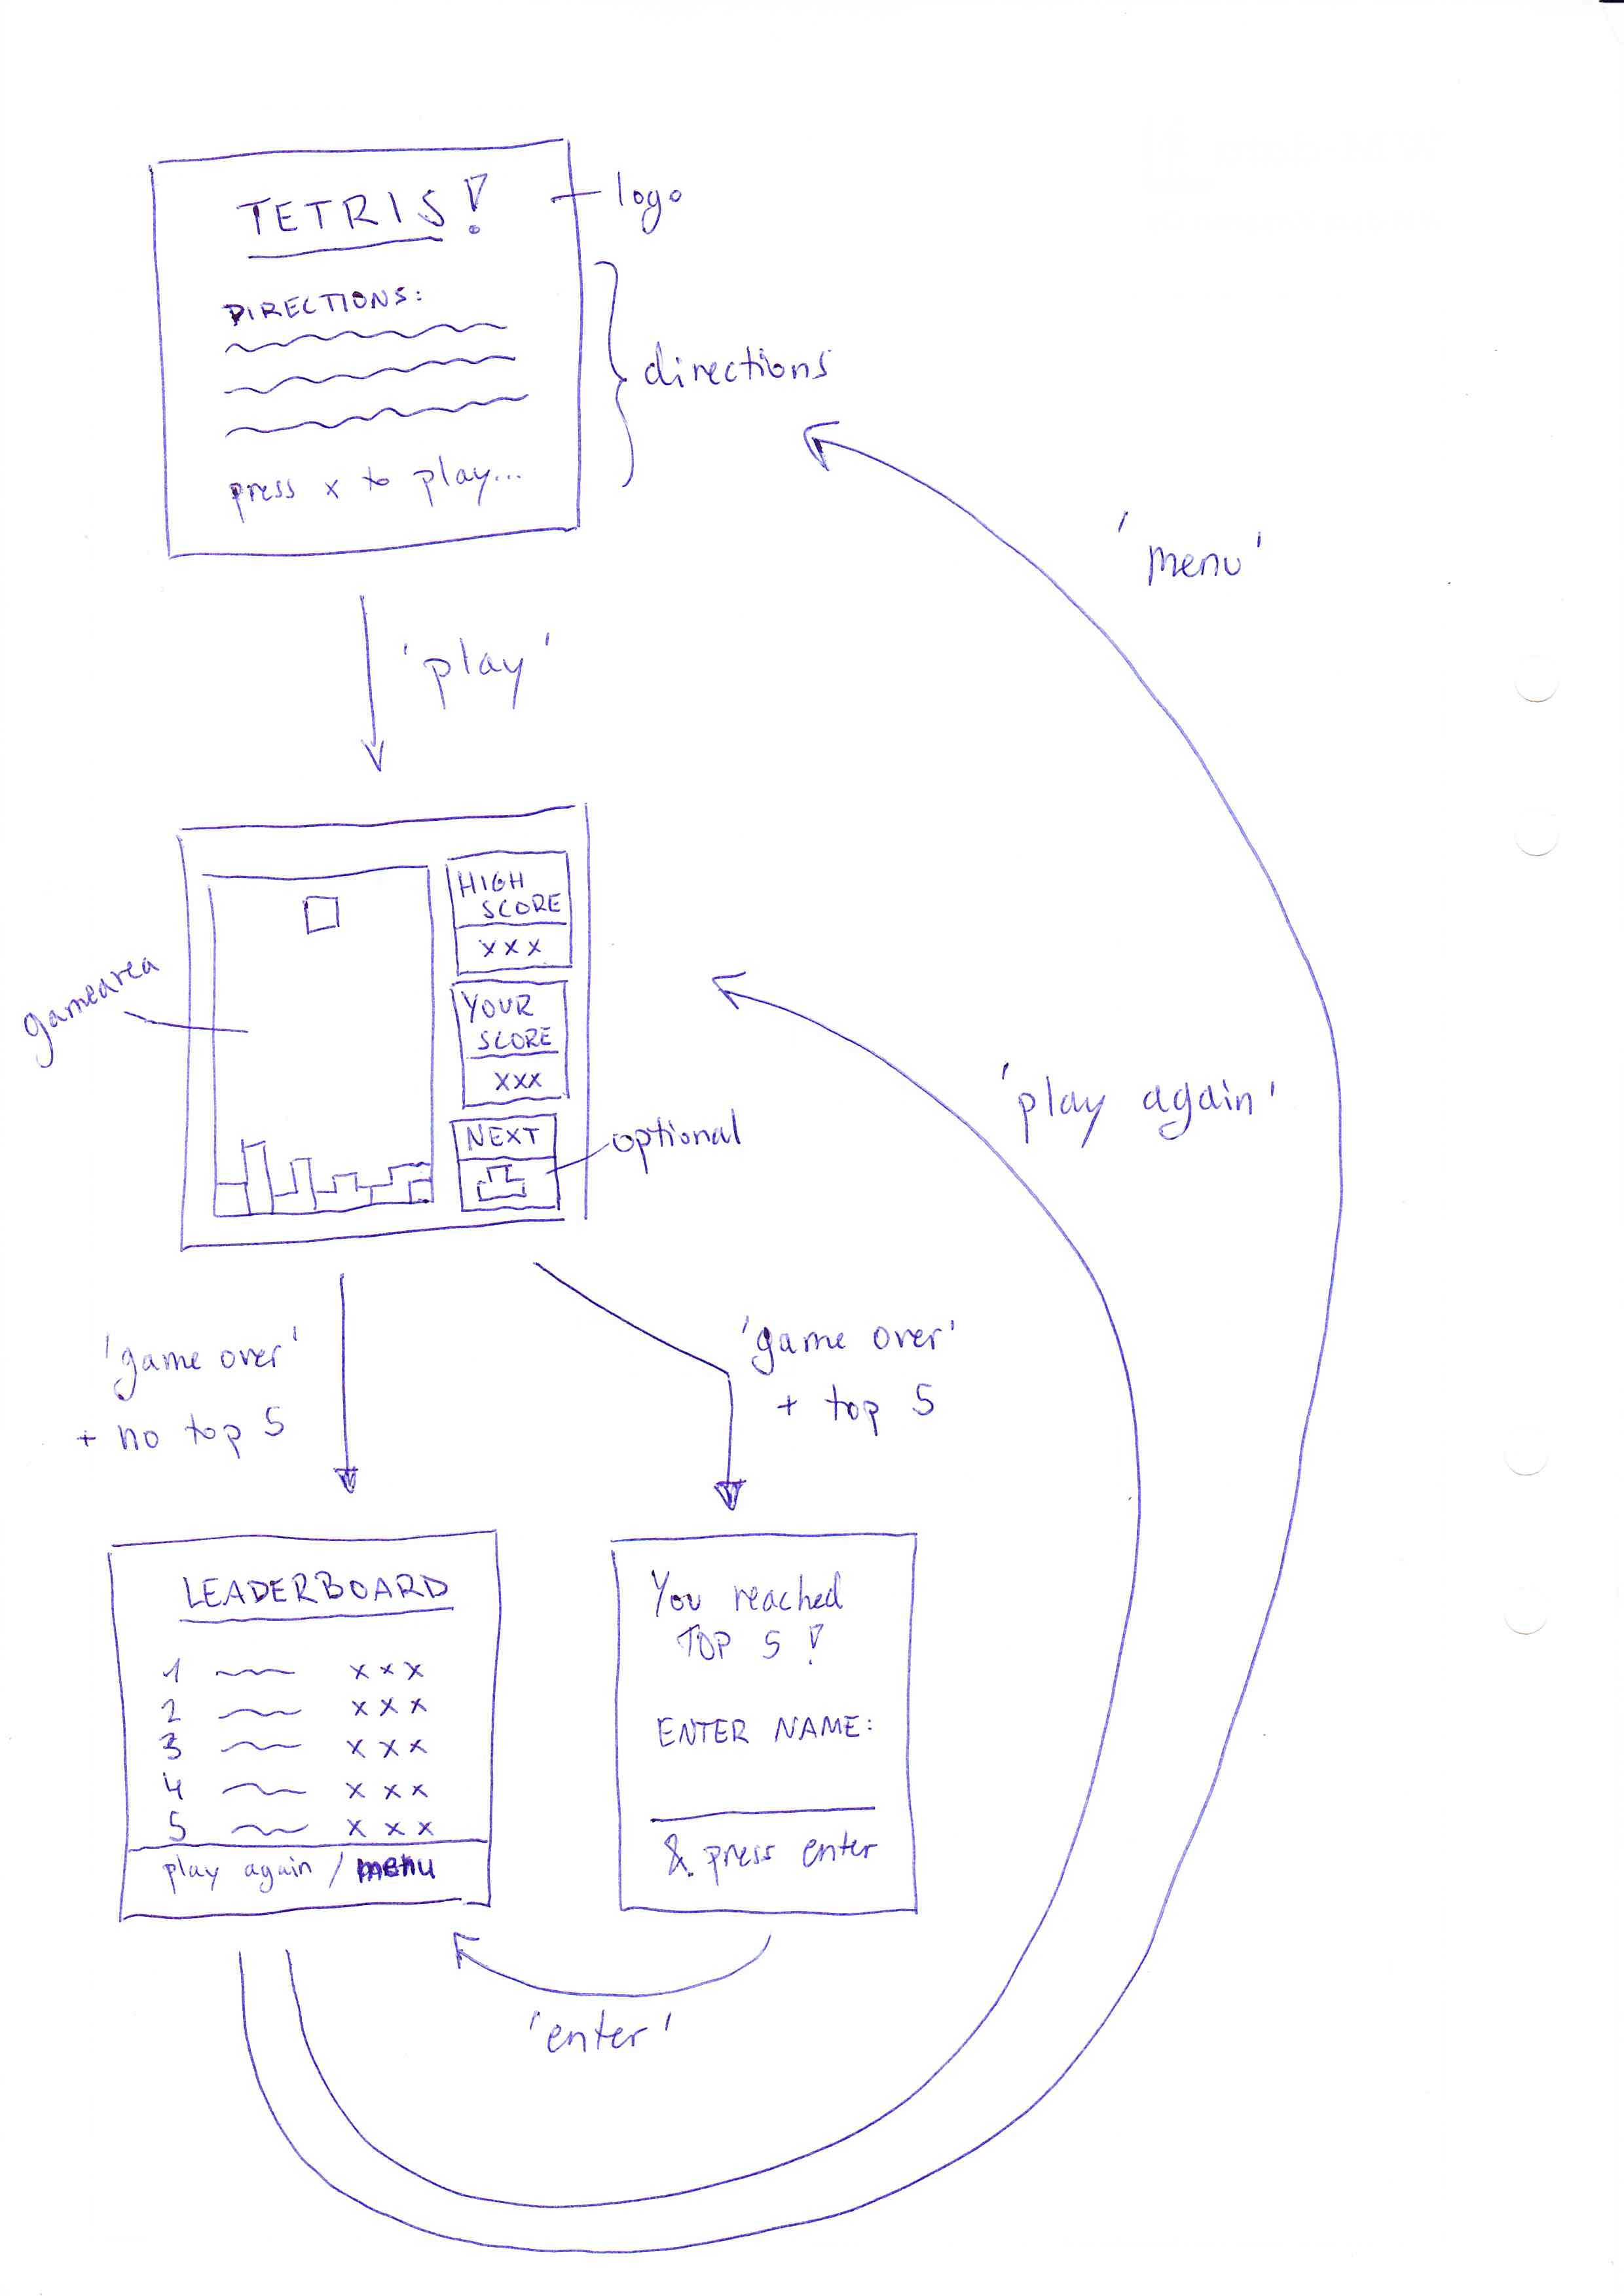 TETRIS!
logo
DIRECTIONS:
directions
press x to play...
'play'
'menu'
HIGH
SCORE
xxx
YOUR
SCORE
xxx
NEXT
gamearea
optional
'play again'
'game over'
+ no top 5
'game over'
+ top 5
LEADERBOARD
1 xxx
2 xxx
3 xxx
4 xxx
5 xxx
play again / menu
You reached
TOP 5!
ENTER NAME:
& press enter
'enter'